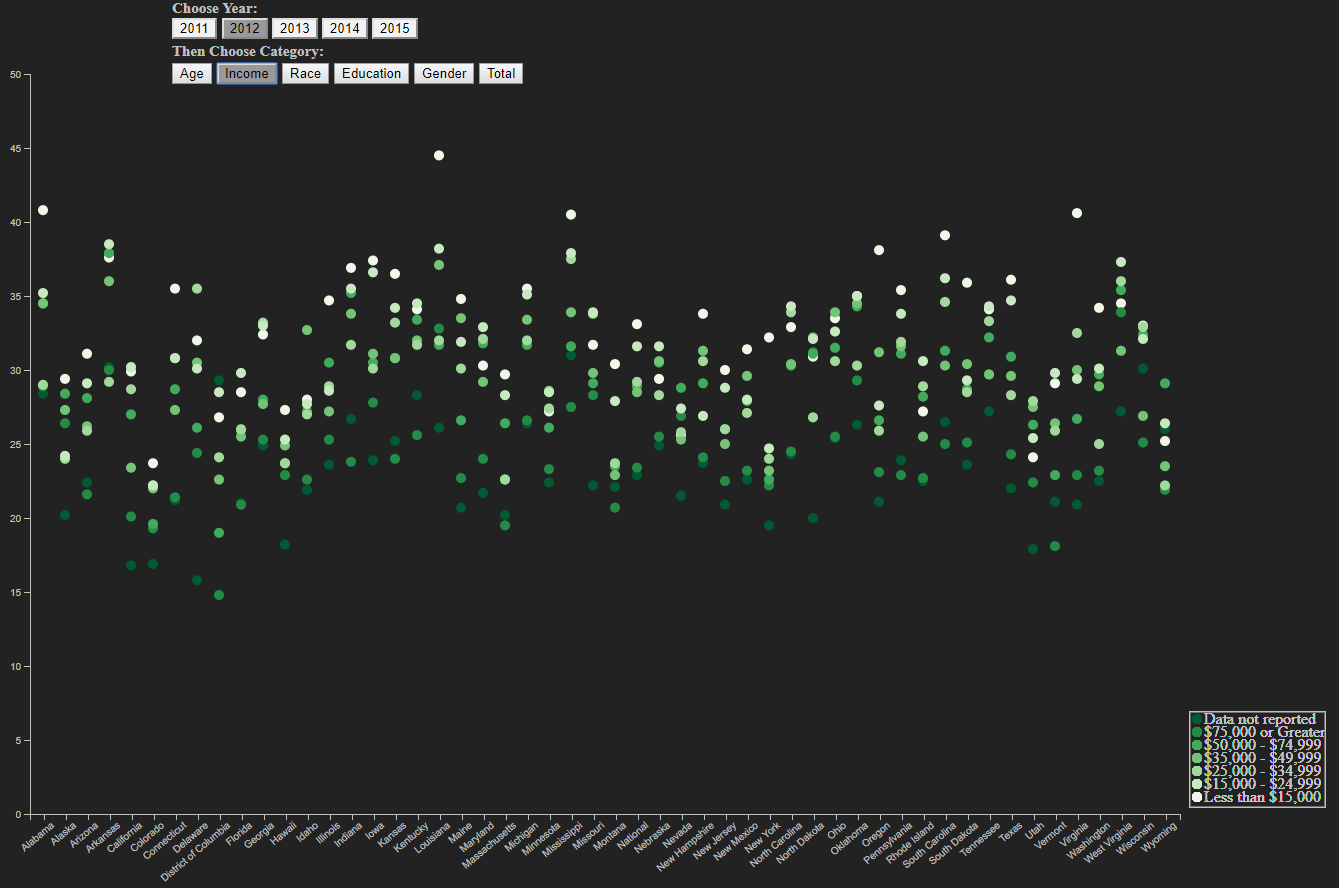 Choose Year:
2011 2012 2013 2014 2015
Then Choose Category:
Age Income Race Education Gender Total
50
45
40
35
30
25
20
15
10
5
0
Data not reported
$75,000 or Greater
$50,000 - $74,999
$35,000 - $49,999
$25,000 - $34,999
$15,000 - $24,999
Less than $15,000
Alabama
Alaska
Arizona
Arkansas
California
Colorado
Connecticut
Delaware
District of Columbia
Florida
Georgia
Hawaii
Idaho
Illinois
Indiana
Iowa
Kansas
Kentucky
Louisiana
Maine
Maryland
Massachusetts
Michigan
Minnesota
Mississippi
Missouri
Montana
National
Nebraska
Nevada
New Hampshire
New Jersey
New Mexico
New York
North Carolina
North Dakota
Ohio
Oklahoma
Oregon
Pennsylvania
Rhode Island
South Carolina
South Dakota
Tennessee
Texas
Utah
Vermont
Virginia
Washington
West Virginia
Wisconsin
Wyoming